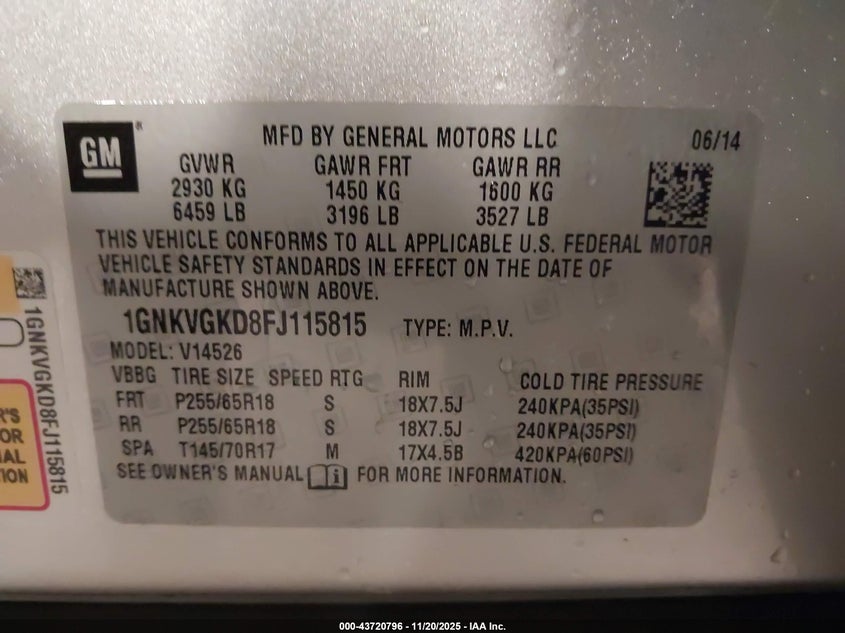 GM
MFD BY GENERAL MOTORS LLC
06/14
GVWR GAWR FRT GAWR RR
2930 KG 1450 KG 1600 KG
6459 LB 3196 LB 3527 LB
THIS VEHICLE CONFORMS TO ALL APPLICABLE U.S. FEDERAL MOTOR
VEHICLE SAFETY STANDARDS IN EFFECT ON THE DATE OF
MANUFACTURE SHOWN ABOVE.
1GNKVGKD8FJ115815 TYPE: M.P.V.
MODEL: V14526
VBBG TIRE SIZE SPEED RTG RIM COLD TIRE PRESSURE
FRT P255/65R18 S 18X7.5J 240KPA(35PSI)
RR P255/65R18 S 18X7.5J 240KPA(35PSI)
SPA T145/70R17 M 17X4.5B 420KPA(60PSI)
SEE OWNER'S MANUAL i FOR MORE INFORMATION.
1GNKVGKD8FJ115815
000-43720796 - 11/20/2025 - IAA Inc.